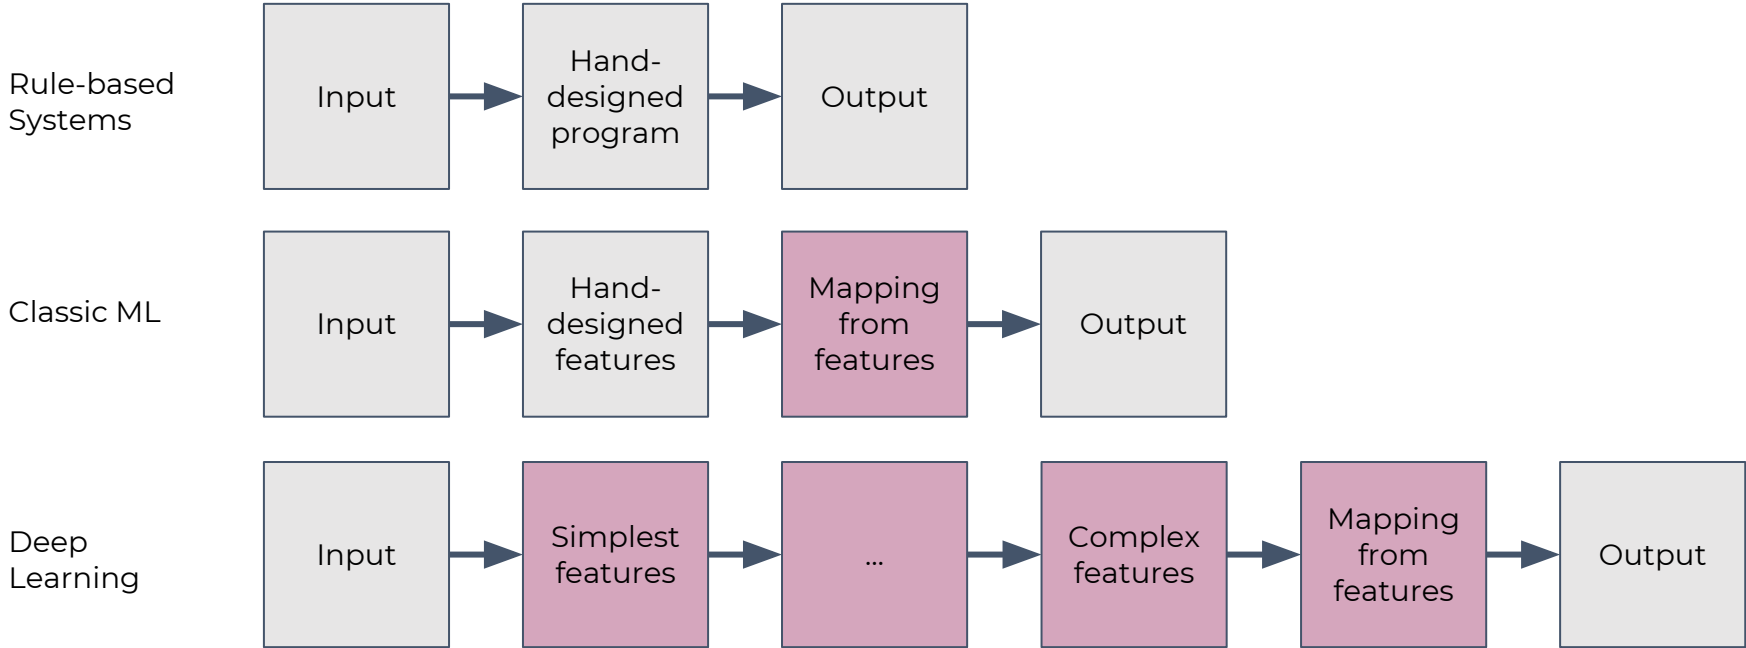 Rule-based
Systems
Input
Hand-
designed
program
Output
Classic ML
Input
Hand-
designed
features
Mapping
from
features
Output
Deep
Learning
Input
Simplest
features
...
Complex
features
Mapping
from
features
Output